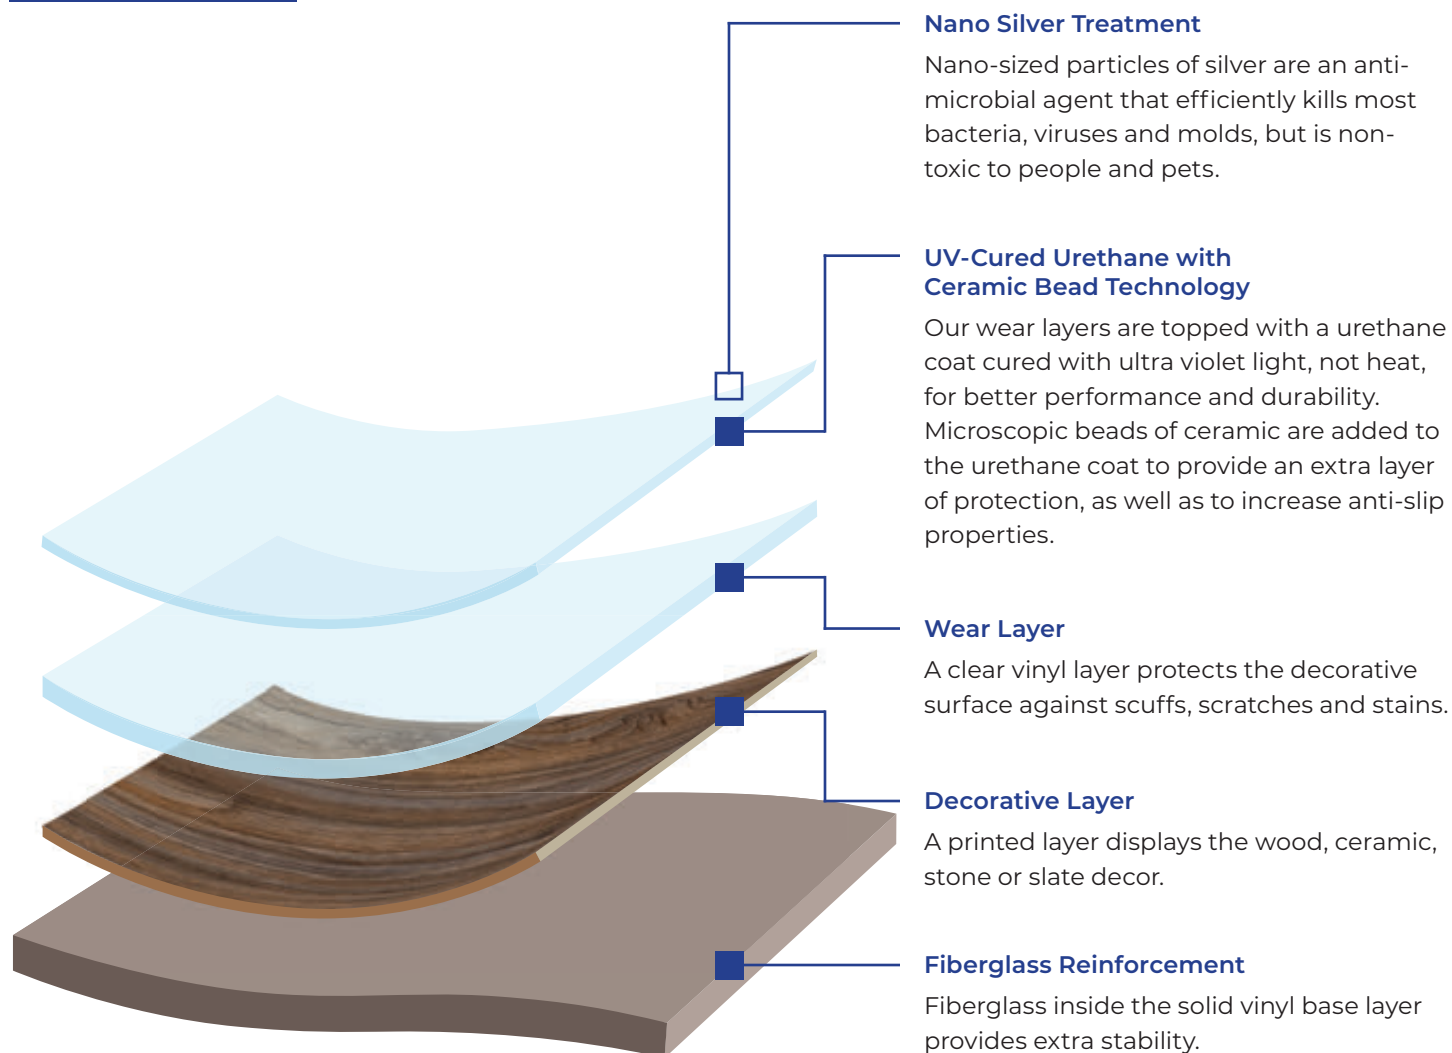 Nano Silver Treatment
Nano-sized particles of silver are an anti-
microbial agent that efficiently kills most
bacteria, viruses and molds, but is non-
toxic to people and pets.
UV-Cured Urethane with
Ceramic Bead Technology
Our wear layers are topped with a urethane
coat cured with ultra violet light, not heat,
for better performance and durability.
Microscopic beads of ceramic are added to
the urethane coat to provide an extra layer
of protection, as well as to increase anti-slip
properties.
Wear Layer
A clear vinyl layer protects the decorative
surface against scuffs, scratches and stains.
Decorative Layer
A printed layer displays the wood, ceramic,
stone or slate decor.
Fiberglass Reinforcement
Fiberglass inside the solid vinyl base layer
provides extra stability.